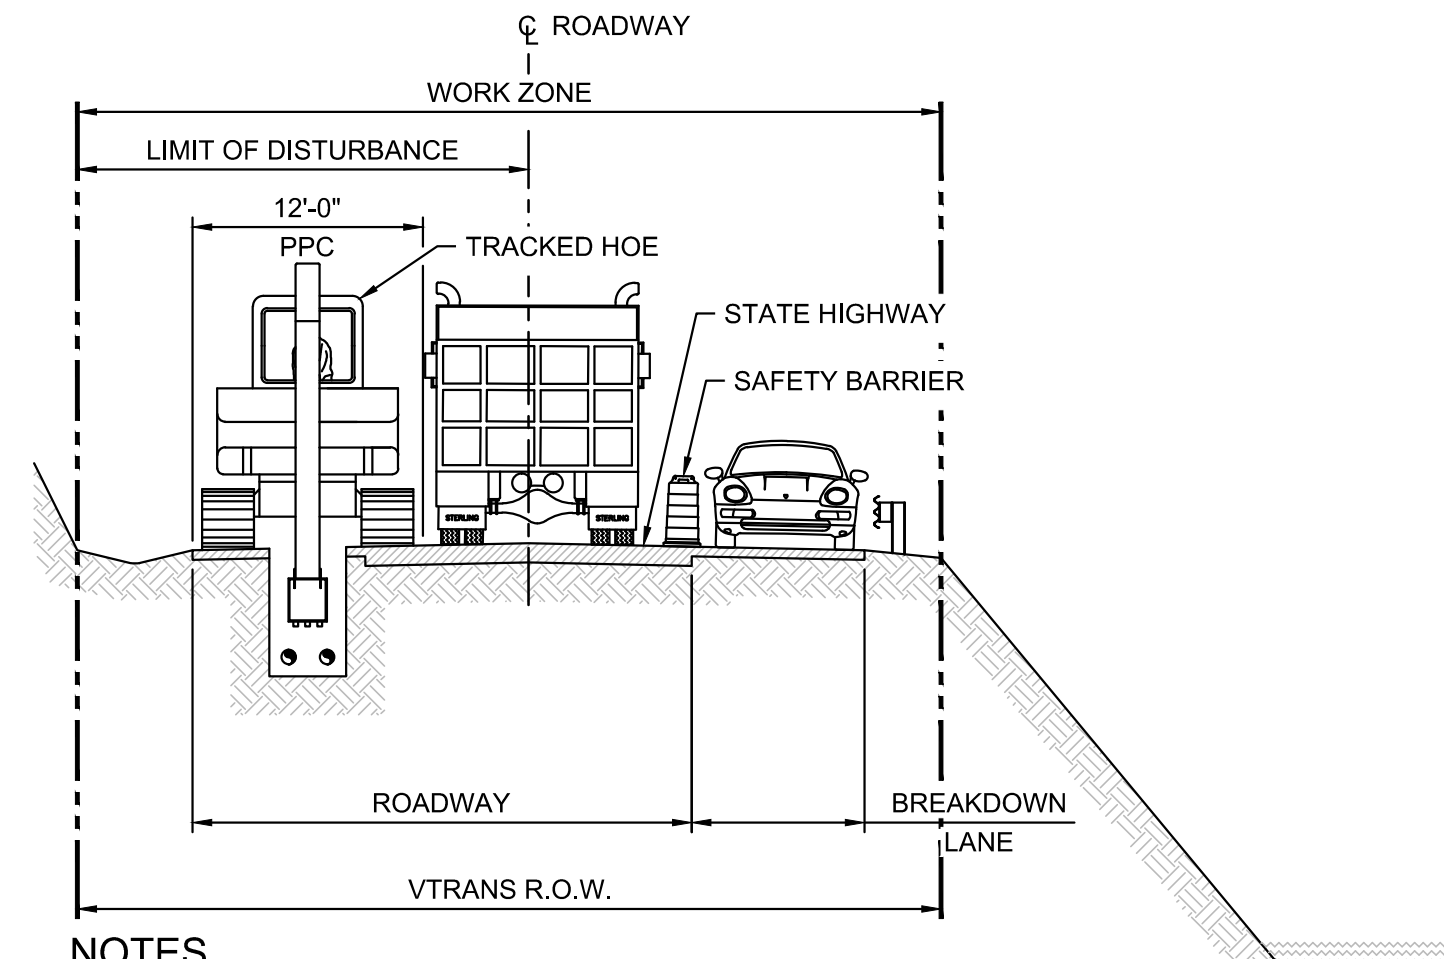 ℄ ROADWAY
WORK ZONE
LIMIT OF DISTURBANCE
12'-0"
PPC
TRACKED HOE
STATE HIGHWAY
SAFETY BARRIER
STERLING
STERLING
ROADWAY
BREAKDOWN
LANE
VTRANS R.O.W.
NOTES